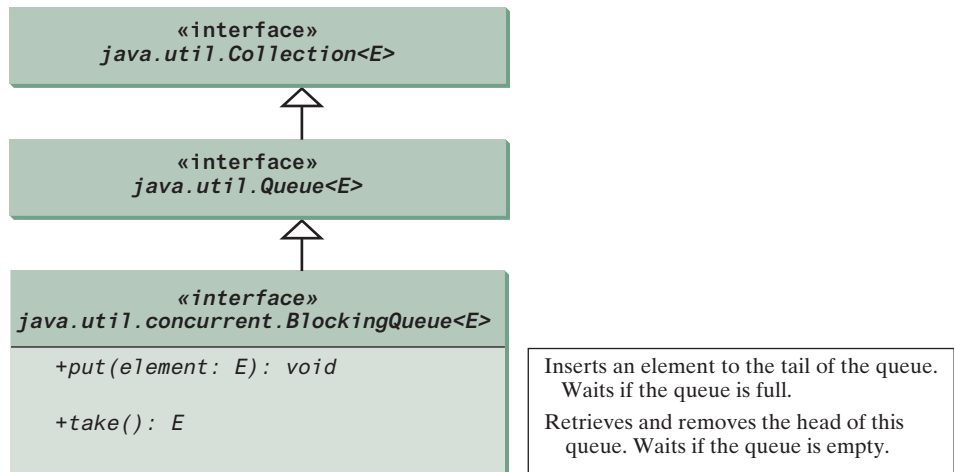 «interface»
java.util.Collection<E>
«interface»
java.util.Queue<E>
«interface»
java.util.concurrent.BlockingQueue<E>
+put(element: E): void
+take(): E
Inserts an element to the tail of the queue.
Waits if the queue is full.
Retrieves and removes the head of this
queue. Waits if the queue is empty.